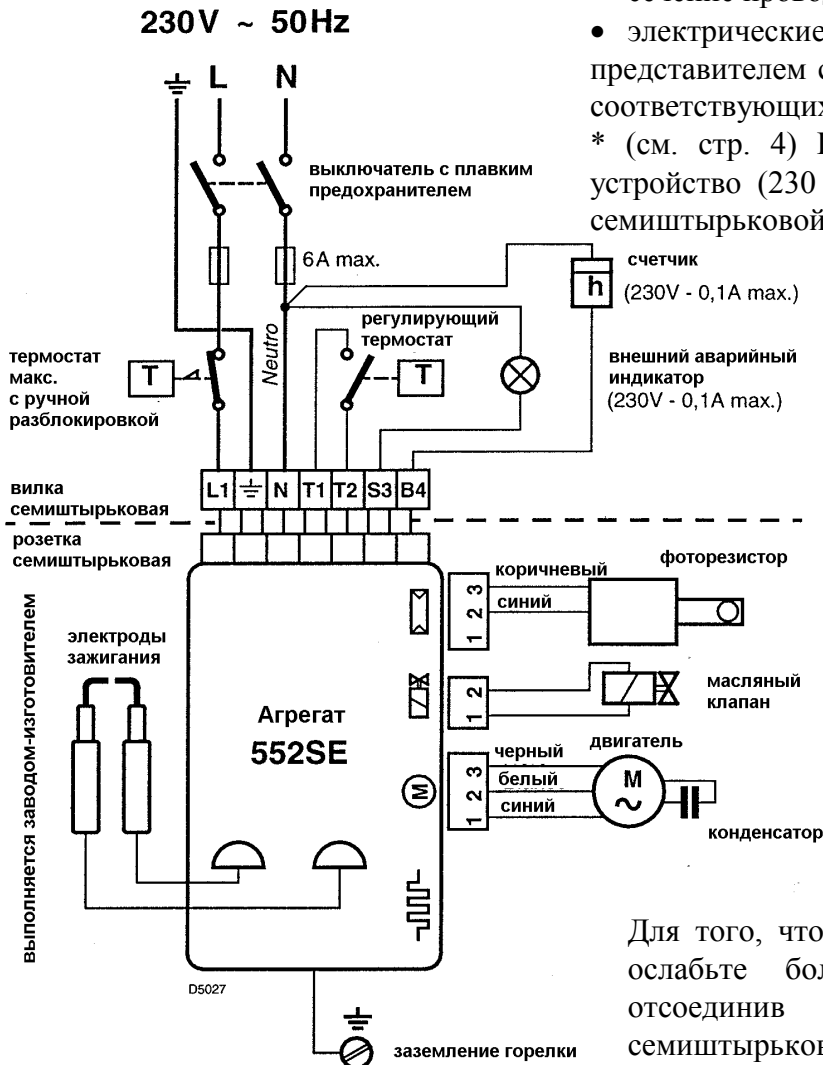 230V ~ 50Hz
L N
выключатель с плавким
предохранителем
6A max.
счетчик
h
(230V - 0,1A max.)
Neutro
регулирующий
термостат
термостат
макс.
с ручной
разблокировкой
T
T
внешний аварийный
индикатор
(230V - 0,1A max.)
вилка
семиштырьковая
L1 N T1 T2 S3 B4
розетка
семиштырьковая
выполняется заводом-изготовителем
электроды
зажигания
Агрегат
552SE
коричневый
синий
3
2
1
фоторезистор
2
1
масляный
клапан
M
черный
белый
синий
3
2
1
двигатель
M
~
конденсатор
D5027
заземление горелки
• электрические
представителем
соответствующих
* (см. стр. 4)
устройство (230
семиштырьковой
Для того,
ослабьте
отсоединив